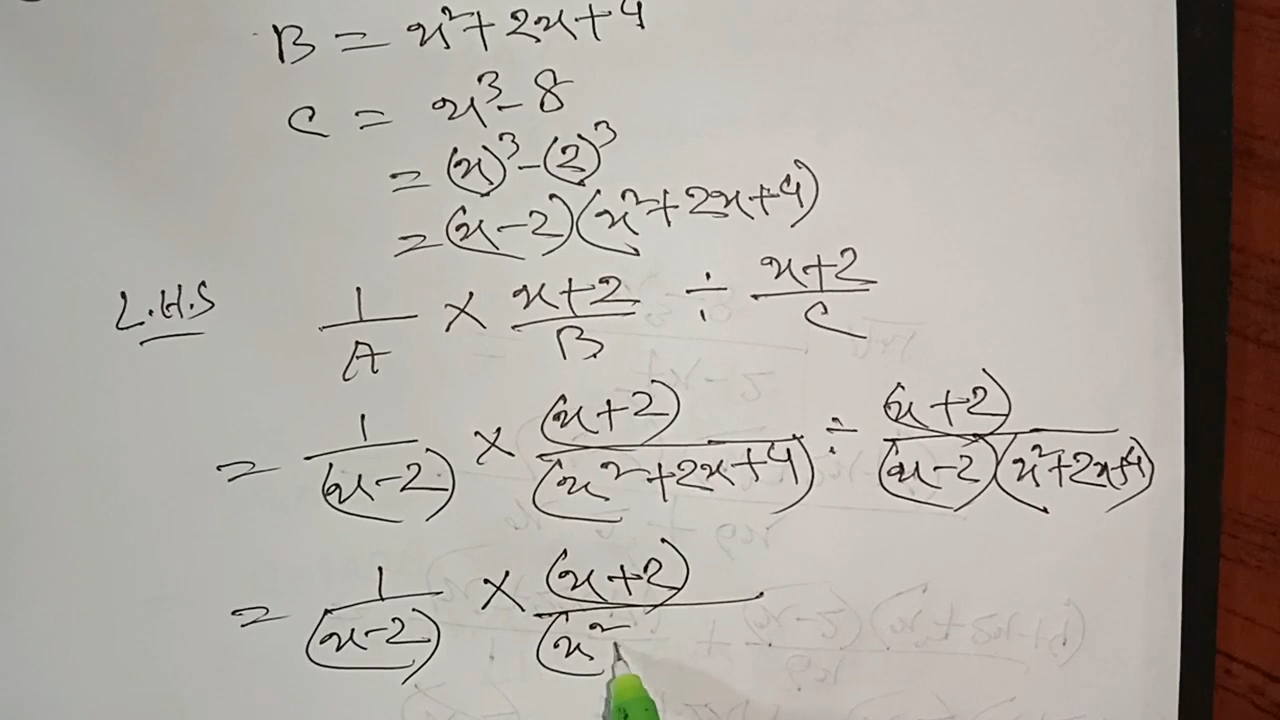 B = x²+2x+4
C = x³-8
= (x)³-(2)³
= (x-2)(x²+2x+4)
L.H.S 1/A × x+2/B ÷ x+2/C
= 1/(x-2) × (x+2)/(x²+2x+4) ÷ (x+2)/(x-2)(x²+2x+4)
= 1/(x-2) × (x+2)/(x²